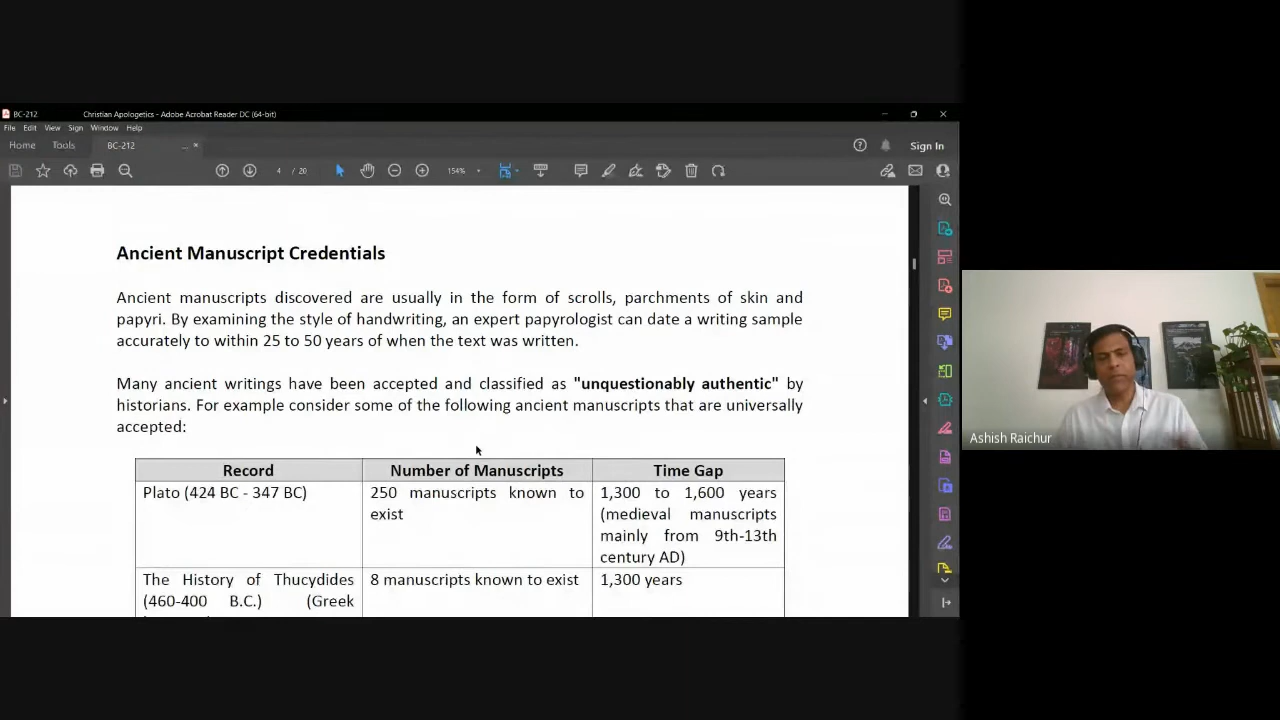 BC-212 Christian Apologetics - Adobe Acrobat Reader DC (64-bit)
File Edit View Sign Window Help
Home Tools BC-212 ... × Sign In
4 / 20 154%
Ancient Manuscript Credentials
Ancient manuscripts discovered are usually in the form of scrolls, parchments of skin and
papyri. By examining the style of handwriting, an expert papyrologist can date a writing sample
accurately to within 25 to 50 years of when the text was written.
Many ancient writings have been accepted and classified as "unquestionably authentic" by
historians. For example consider some of the following ancient manuscripts that are universally
accepted:
Record Number of Manuscripts Time Gap
Plato (424 BC - 347 BC) 250 manuscripts known to 1,300 to 1,600 years
exist (medieval manuscripts
mainly from 9th-13th
century AD)
The History of Thucydides 8 manuscripts known to exist 1,300 years
(460-400 B.C.) (Greek
Ashish Raichur